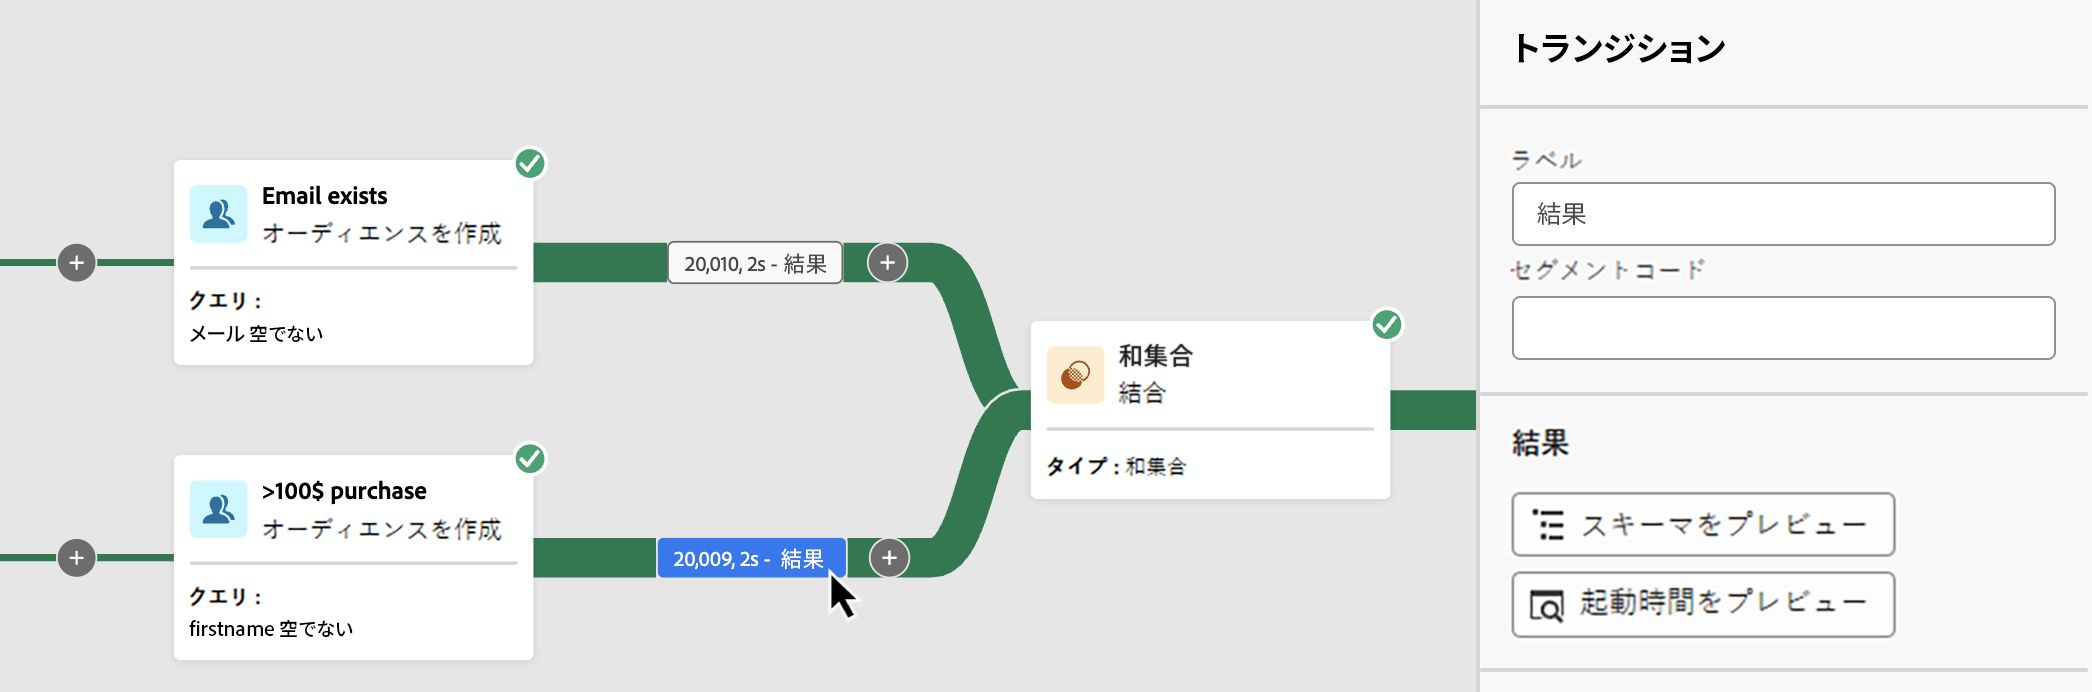 Email exists
オーディエンスを作成
クエリ :
メール 空でない
20,010, 2s - 結果
>100$ purchase
オーディエンスを作成
クエリ :
firstname 空でない
20,009, 2s - 結果
和集合
結合
タイプ : 和集合
トランジション
ラベル
結果
セグメントコード
結果
スキーマをプレビュー
起動時間をプレビュー